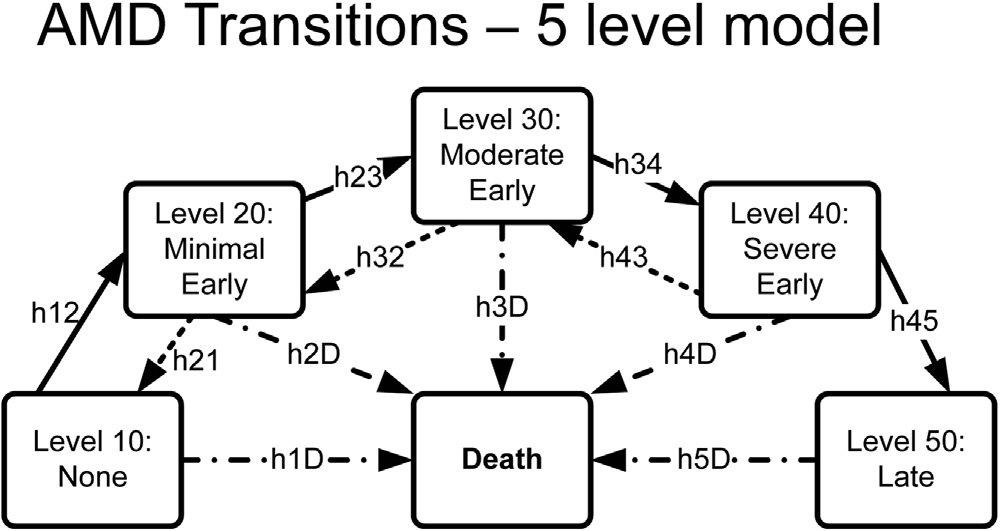 AMD Transitions – 5 level model
Level 30:
Moderate
Early
h23
h34
Level 20:
Minimal
Early
Level 40:
Severe
Early
h32
h43
h12
h3D
h45
h21
h2D
h4D
Level 10:
None
h1D
Death
h5D
Level 50:
Late